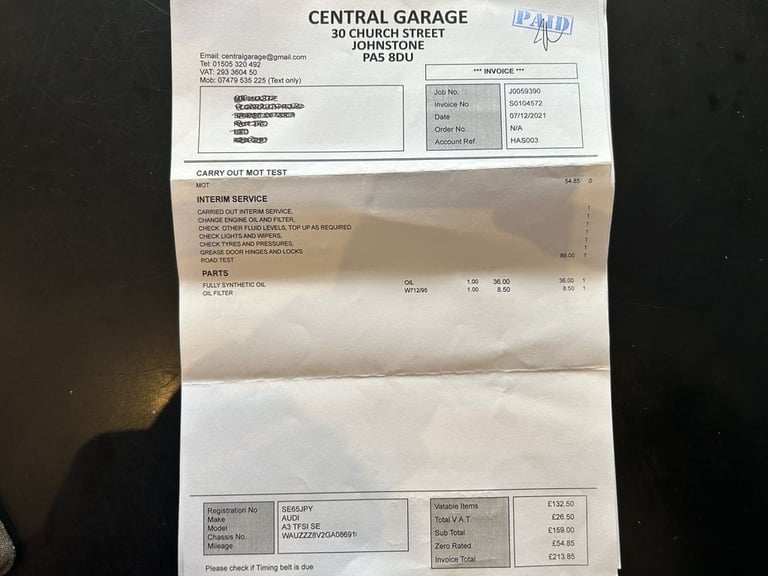 CENTRAL GARAGE
30 CHURCH STREET
JOHNSTONE
PA5 8DU
PAID
Email: centralgarage@gmail.com
Tel: 01505 320 492
VAT: 293 3604 50
Mob: 07479 535 225 (Text only)
*** INVOICE ***
Job No. J0059390
Invoice No. S0104572
Date 07/12/2021
Order No. N/A
Account Ref HAS003
CARRY OUT MOT TEST
MOT 54.85 0
INTERIM SERVICE
CARRIED OUT INTERIM SERVICE, 1
CHANGE ENGINE OIL AND FILTER, 1
CHECK OTHER FLUID LEVELS, TOP UP AS REQUIRED 1
CHECK LIGHTS AND WIPERS, 1
CHECK TYRES AND PRESSURES, 1
GREASE DOOR HINGES AND LOCKS 1
ROAD TEST 88.00 1
PARTS
FULLY SYNTHETIC OIL OIL 1.00 36.00 36.00 1
OIL FILTER W712/95 1.00 8.50 8.50 1
Registration No SE65JPY
Make AUDI
Model A3 TFSI SE
Chassis No. WAUZZZ8V2GA08691
Mileage
Vatable Items £132.50
Total V.A.T. £26.50
Sub Total £159.00
Zero Rated £54.85
Invoice Total £213.85
Please check if Timing belt is due